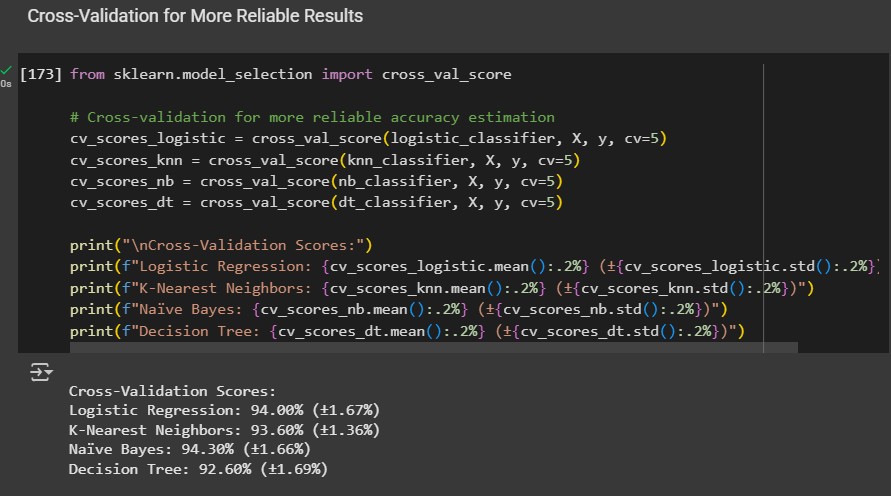 Cross-Validation for More Reliable Results
[173] from sklearn.model_selection import cross_val_score
0s
# Cross-validation for more reliable accuracy estimation
cv_scores_logistic = cross_val_score(logistic_classifier, X, y, cv=5)
cv_scores_knn = cross_val_score(knn_classifier, X, y, cv=5)
cv_scores_nb = cross_val_score(nb_classifier, X, y, cv=5)
cv_scores_dt = cross_val_score(dt_classifier, X, y, cv=5)
print("\nCross-Validation Scores:")
print(f"Logistic Regression: {cv_scores_logistic.mean():.2%} (±{cv_scores_logistic.std():.2%})
print(f"K-Nearest Neighbors: {cv_scores_knn.mean():.2%} (±{cv_scores_knn.std():.2%})")
print(f"Naïve Bayes: {cv_scores_nb.mean():.2%} (±{cv_scores_nb.std():.2%})")
print(f"Decision Tree: {cv_scores_dt.mean():.2%} (±{cv_scores_dt.std():.2%})")
Cross-Validation Scores:
Logistic Regression: 94.00% (±1.67%)
K-Nearest Neighbors: 93.60% (±1.36%)
Naïve Bayes: 94.30% (±1.66%)
Decision Tree: 92.60% (±1.69%)